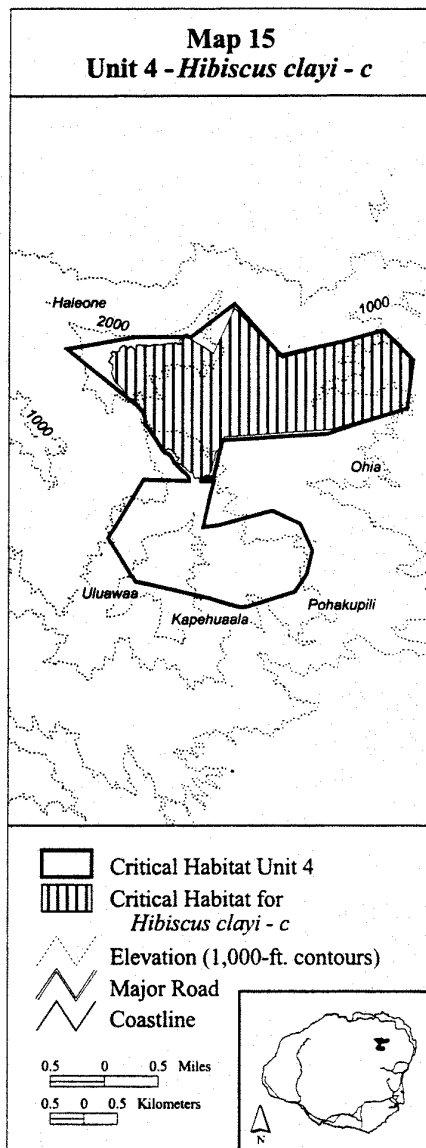 Map 15
Unit 4 - Hibiscus clayi - c
Haleone
2000
1000
1000
Ohia
Uluawaa
Kapehuaala
Pohakupili
Critical Habitat Unit 4
Critical Habitat for
Hibiscus clayi - c
Elevation (1,000-ft. contours)
Major Road
Coastline
0.5 0 0.5 Miles
0.5 0 0.5 Kilometers
N